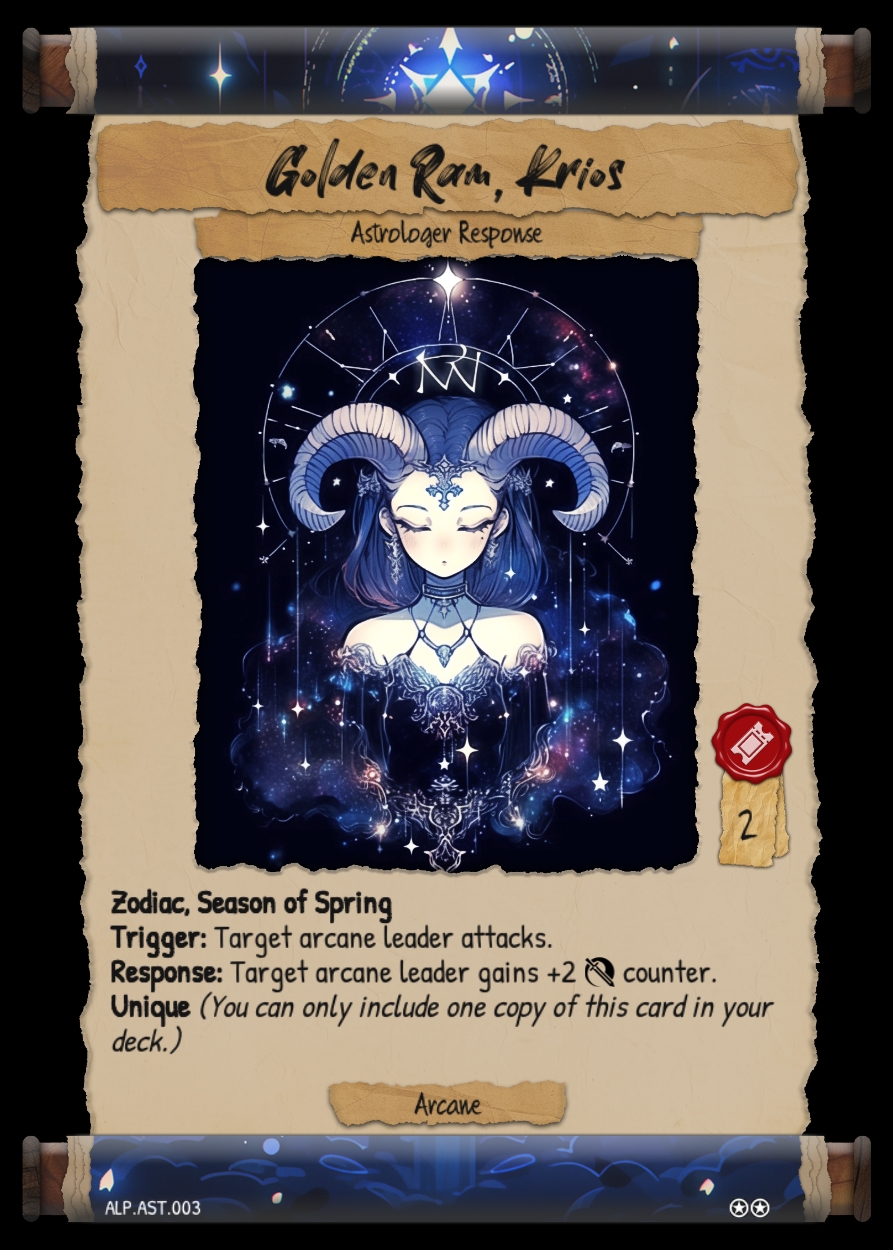 Golden Ram, Krios
Astrologer Response
2
Zodiac, Season of Spring
Trigger: Target arcane leader attacks.
Response: Target arcane leader gains +2 counter.
Unique (You can only include one copy of this card in your
deck.)
Arcane
ALP.AST.003